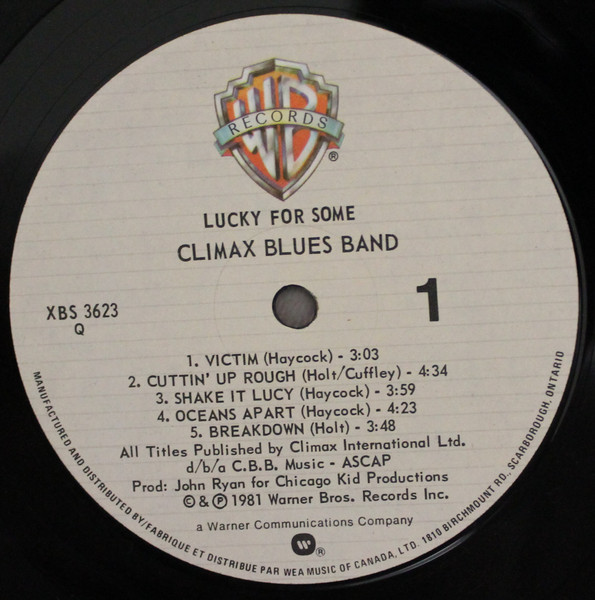 WB
RECORDS
®
LUCKY FOR SOME
CLIMAX BLUES BAND
XBS 3623
Q
1
1. VICTIM (Haycock) - 3:03
2. CUTTIN' UP ROUGH (Holt/Cuffley) - 4:34
3. SHAKE IT LUCY (Haycock) - 3:59
4. OCEANS APART (Haycock) - 4:23
5. BREAKDOWN (Holt) - 3:48
All Titles Published by Climax International Ltd.
d/b/a C.B.B. Music - ASCAP
Prod: John Ryan for Chicago Kid Productions
© & ℗ 1981 Warner Bros. Records Inc.
a Warner Communications Company
®
MANUFACTURED AND DISTRIBUTED BY/FABRIQUE ET DISTRIBUE PAR WEA MUSIC OF CANADA, LTD. 1810 BIRCHMOUNT RD., SCARBOROUGH, ONTARIO